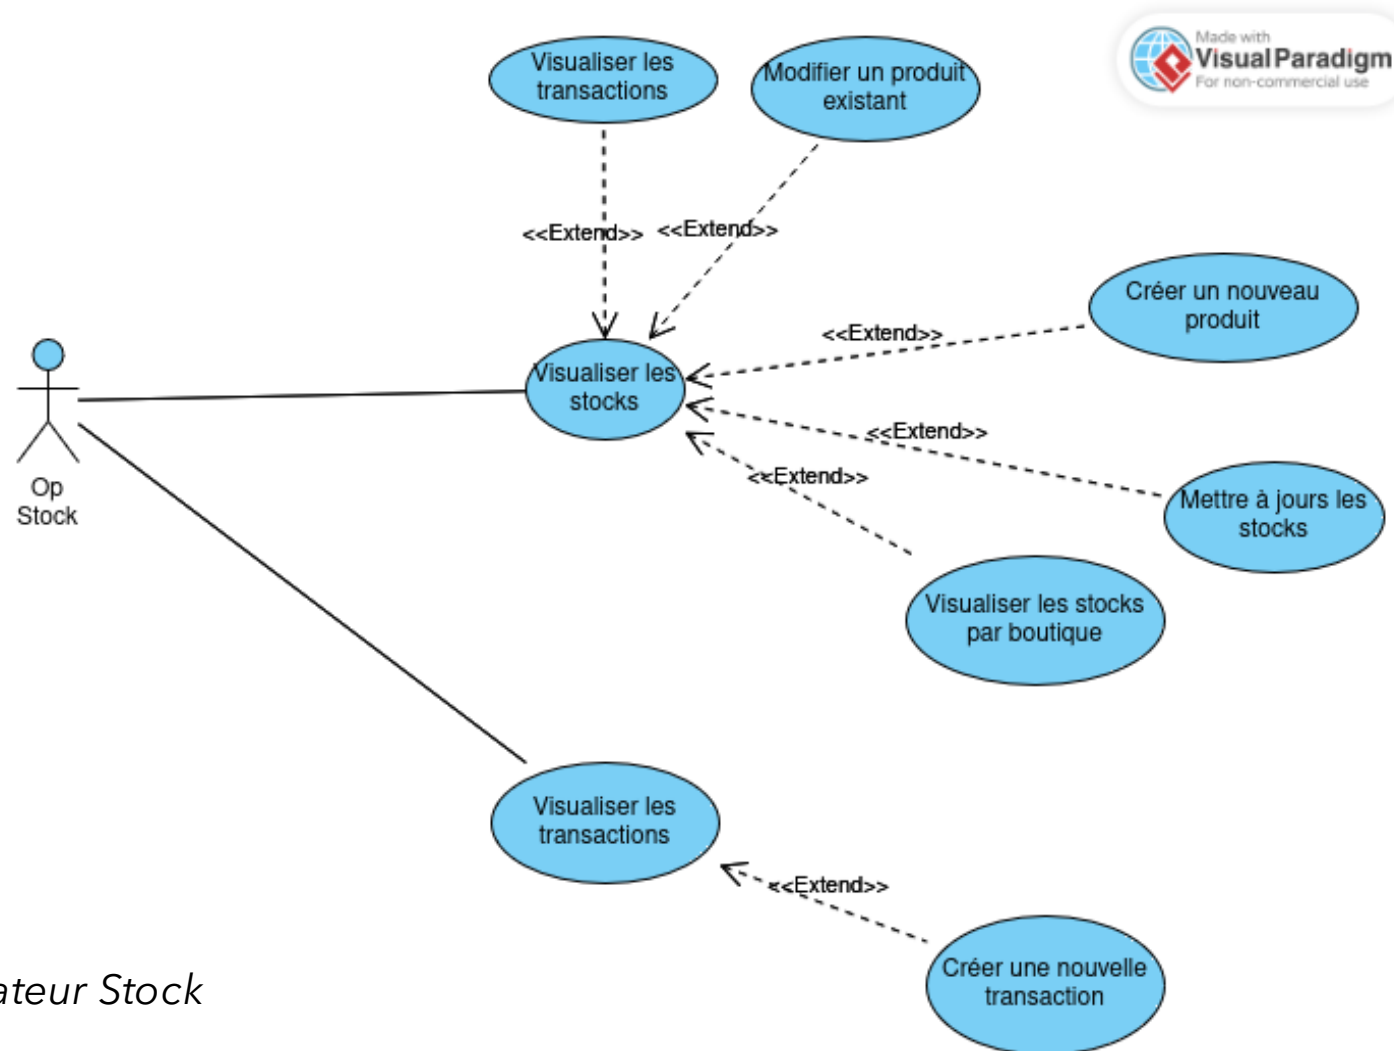 Made with
Visual Paradigm
For non-commercial use
Visualiser les
transactions
Modifier un produit
existant
<<Extend>>
<<Extend>>
Créer un nouveau
produit
<<Extend>>
Visualiser les
stocks
<<Extend>>
<<Extend>>
Mettre à jours les
stocks
Op
Stock
Visualiser les stocks
par boutique
Visualiser les
transactions
<<Extend>>
Créer une nouvelle
transaction
ateur Stock